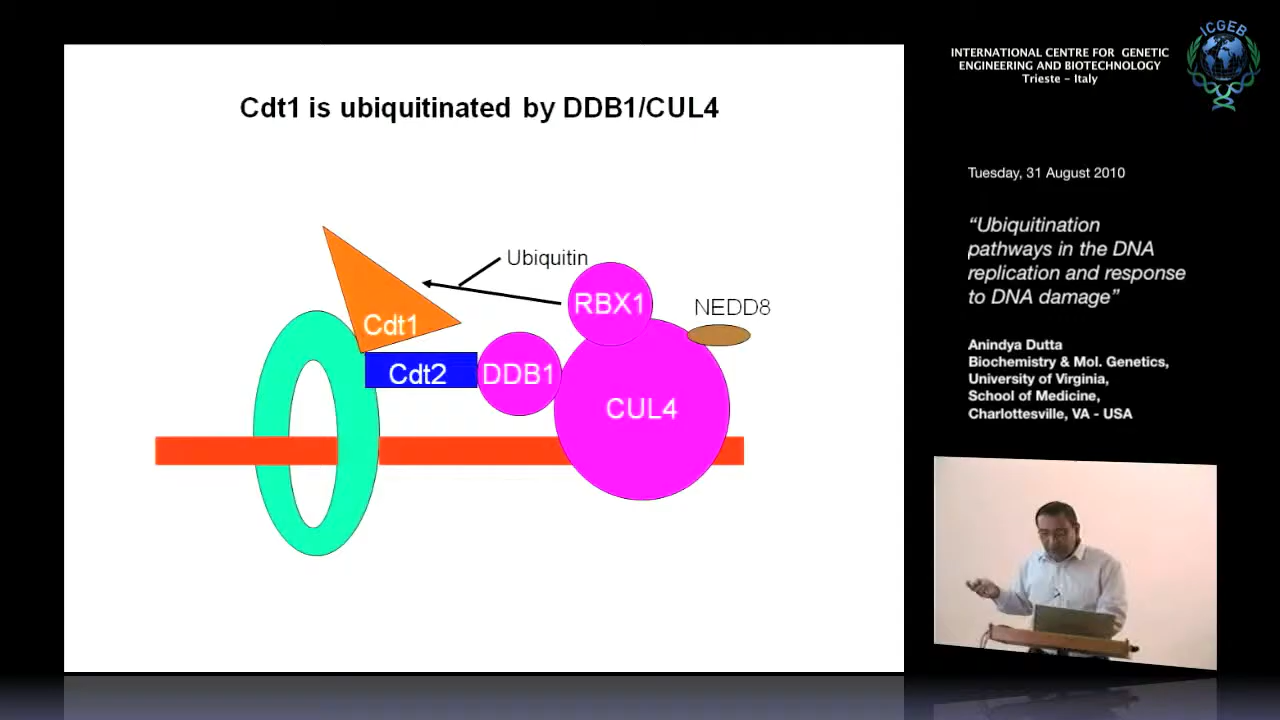 Cdt1 is ubiquitinated by DDB1/CUL4
Ubiquitin
RBX1
NEDD8
Cdt1
Cdt2
DDB1
CUL4
ICGEB
INTERNATIONAL CENTRE FOR GENETIC
ENGINEERING AND BIOTECHNOLOGY
Trieste – Italy
Tuesday, 31 August 2010
“Ubiquitination
pathways in the DNA
replication and response
to DNA damage”
Anindya Dutta
Biochemistry & Mol. Genetics,
University of Virginia,
School of Medicine,
Charlottesville, VA - USA